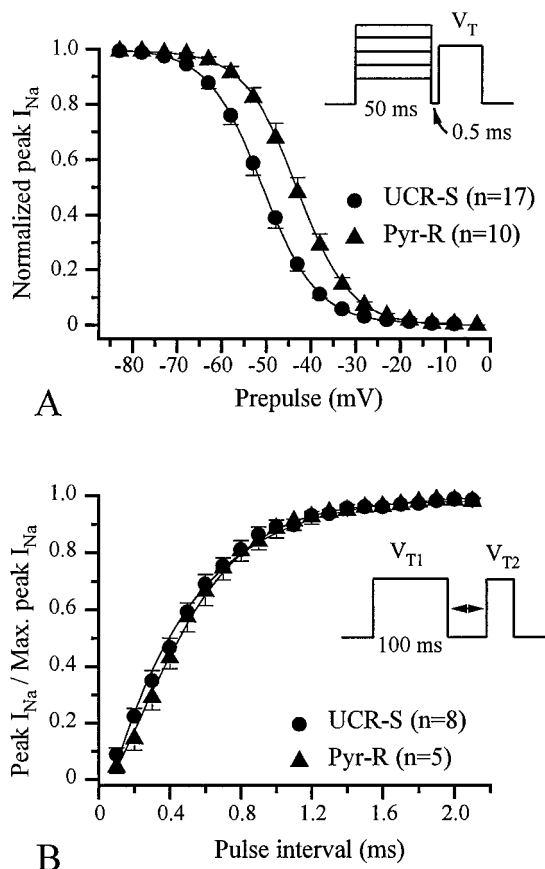 Normalized peak I_Na
1.0
0.8
0.6
0.4
0.2
0
-80 -70 -60 -50 -40 -30 -20 -10 0
Prepulse (mV)
V_T
50 ms
0.5 ms
UCR-S (n=17)
Pyr-R (n=10)
A
Peak I_Na / Max. peak I_Na
1.0
0.8
0.6
0.4
0.2
0
0 0.4 0.8 1.2 1.6 2.0
Pulse interval (ms)
V_T1 V_T2
100 ms
UCR-S (n=8)
Pyr-R (n=5)
B